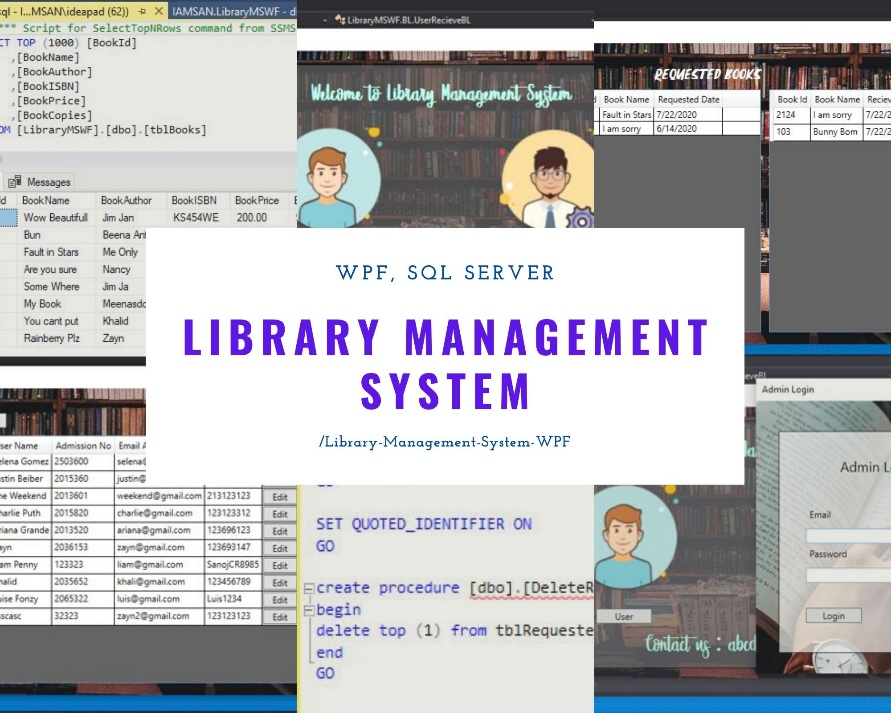 sql - I...MSAN\ideapad (62))
IAMSAN.LibraryMSWF - d
*** Script for SelectTopNRows command from SSMS
CT TOP (1000) [BookId]
,[BookName]
,[BookAuthor]
,[BookISBN]
,[BookPrice]
,[BookCopies]
OM [LibraryMSWF].[dbo].[tblBooks]
Messages
Id BookName BookAuthor BookISBN BookPrice
Wow Beautifull Jim Jan KS454WE 200.00
Bun Beena Ant
Fault in Stars Me Only
Are you sure Nancy
Some Where Jim Ja
My Book Meenasdc
You cant put Khalid
Rainberry Plz Zayn
LibraryMSWF.BL.UserRecieveBL
Welcome to Library Management System
REQUESTED BOOKS
d Book Name Requested Date
Fault in Stars 7/22/2020
I am sorry 6/14/2020
Book Id Book Name Reciev
2124 I am sorry 7/22/2
103 Bunny Bom 7/22/2
WPF, SQL SERVER
LIBRARY MANAGEMENT
SYSTEM
/Library-Management-System-WPF
ser Name Admission No Email A
elena Gomez 2503600 selena(
stin Beiber 2015360 justin@
he Weekend 2013601 weekend@gmail.com 213123123 Edit
harlie Puth 2015820 charlie@gmail.com 123123312 Edit
riana Grande 2013520 ariana@gmail.com 123696123 Edit
ayn 2036153 zayn@gmail.com 123693147 Edit
am Penny 123323 liam@gmail.com SanojCR8985 Edit
halid 2035652 khali@gmail.com 123456789 Edit
uise Fonzy 2065322 luis@gmail.com Luis1234 Edit
scasc 32323 zayn2@gmail.com 123123123 Edit
SET QUOTED_IDENTIFIER ON
GO
create procedure [dbo].[DeleteR
begin
delete top (1) from tblRequeste
end
GO
ieveBL
Admin Login
Admin L
Email
Password
Login
User
Contact us : abcd